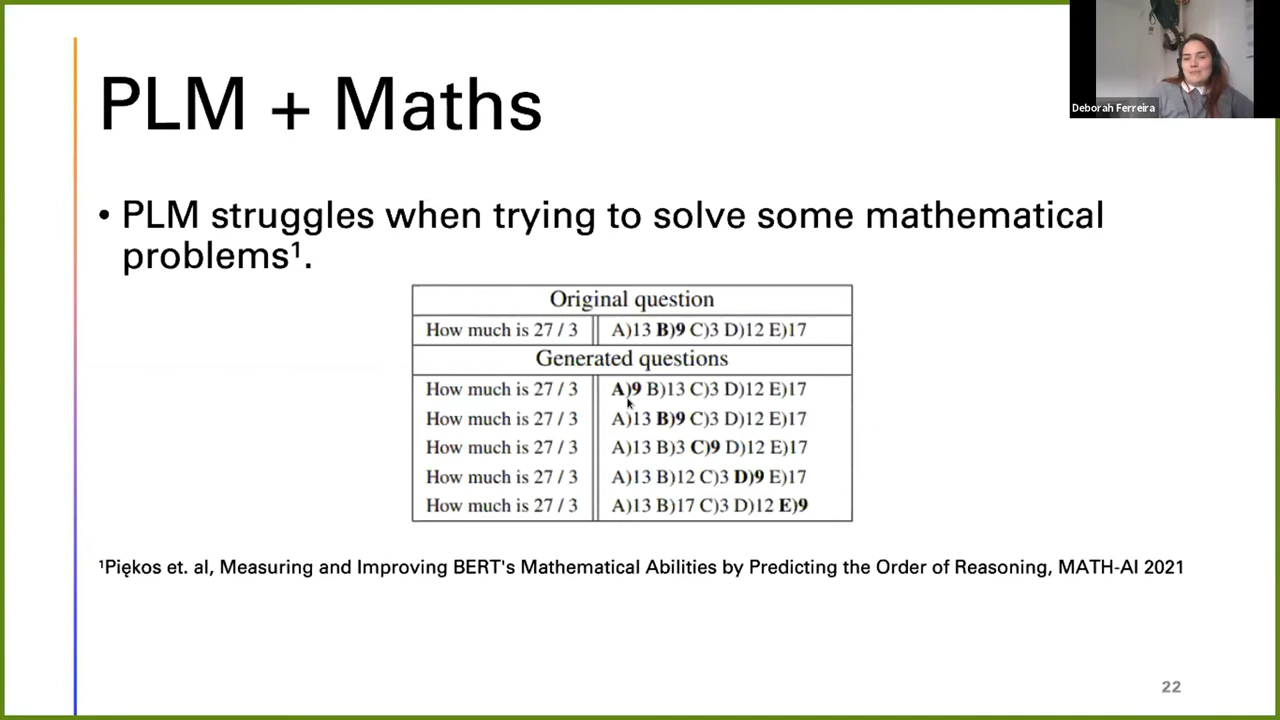 PLM + Maths
Deborah Ferreira
• PLM struggles when trying to solve some mathematical
problems¹.
Original question
How much is 27 / 3 A)13 B)9 C)3 D)12 E)17
Generated questions
How much is 27 / 3 A)9 B)13 C)3 D)12 E)17
How much is 27 / 3 A)13 B)9 C)3 D)12 E)17
How much is 27 / 3 A)13 B)3 C)9 D)12 E)17
How much is 27 / 3 A)13 B)12 C)3 D)9 E)17
How much is 27 / 3 A)13 B)17 C)3 D)12 E)9
¹Piękos et. al, Measuring and Improving BERT's Mathematical Abilities by Predicting the Order of Reasoning, MATH-AI 2021
22